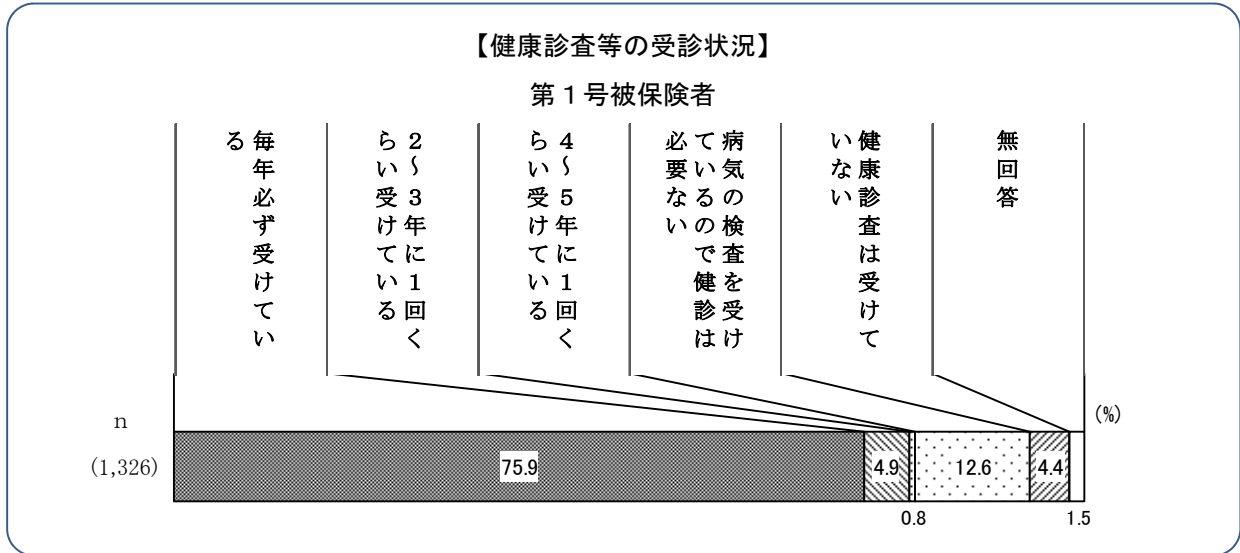 【健康診査等の受診状況】
第１号被保険者
毎年必ず受けてい
る
２～３年に１回く
らい受けている
４～５年に１回く
らい受けている
病気の検査を受け
ているので健診は
必要ない
健康診査は受けて
いない
無回答
(%)
n
(1,326)
75.9
4.9
12.6
4.4
0.8
1.5